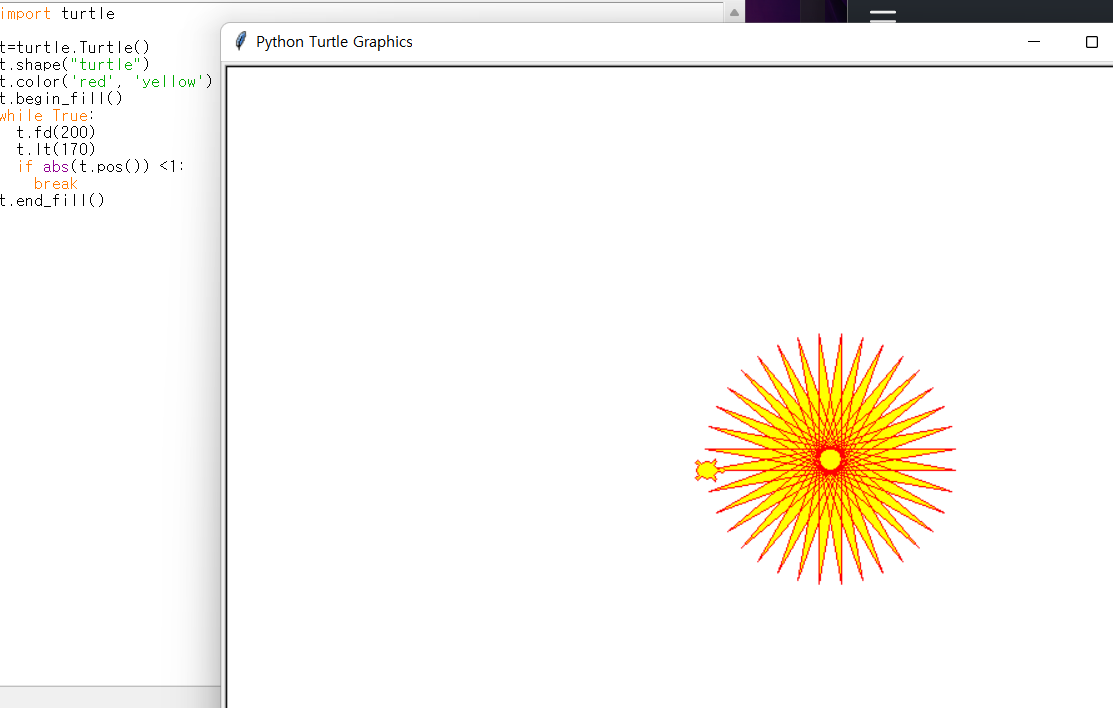 import turtle
t=turtle.Turtle()
t.shape("turtle")
t.color('red', 'yellow')
t.begin_fill()
while True:
  t.fd(200)
  t.lt(170)
  if abs(t.pos()) <1:
    break
t.end_fill()
Python Turtle Graphics